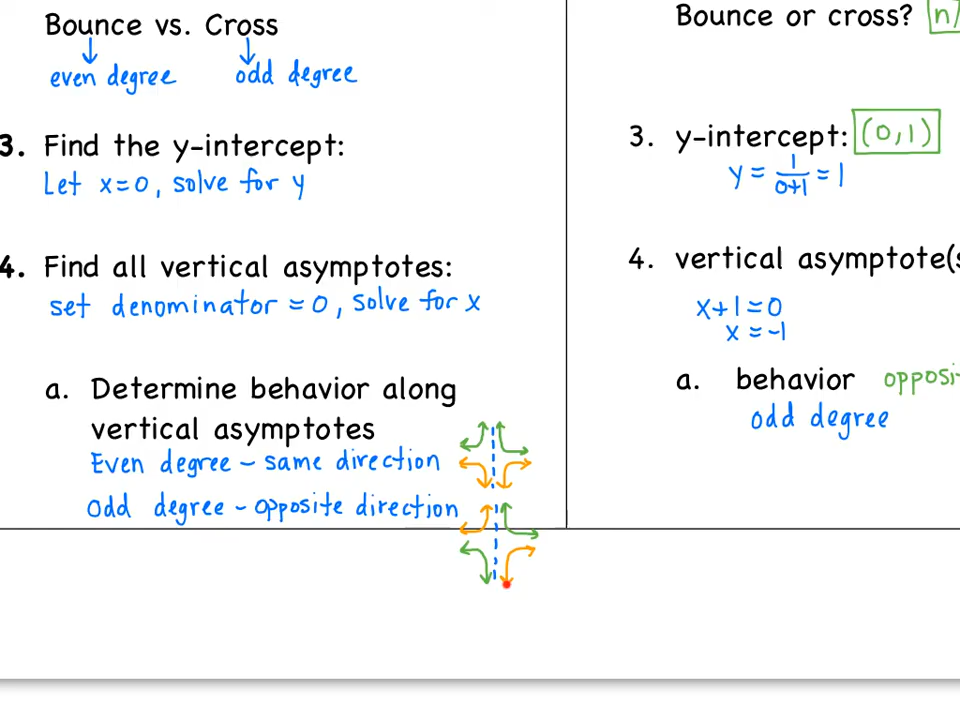 Bounce vs. Cross
even degree odd degree
3. Find the y-intercept:
Let x=0, solve for y
4. Find all vertical asymptotes:
set denominator = 0, solve for x
a. Determine behavior along
vertical asymptotes
Even degree - same direction
Odd degree - opposite direction
Bounce or cross?
3. y-intercept: (0,1)
y = 1/(0+1) = 1
4. vertical asymptote(s
x+1=0
x = -1
a. behavior opposi
odd degree